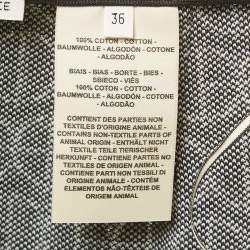 IE
36
100% COTON - COTTON -
BAUMWOLLE - ALGODÓN - COTONE
- ALGODÃO
BIAIS - BIAS - BORTE - BIES -
SBIECO - VIÉS
100% COTON - COTTON -
BAUMWOLLE - ALGODÓN - COTONE
- ALGODÃO
CONTIENT DES PARTIES NON
TEXTILES D'ORIGINE ANIMALE -
CONTAINS NON-TEXTILE PARTS OF
ANIMAL ORIGIN - ENTHÄLT NICHT
TEXTILE TEILE TIERISCHER
HERKUNFT - CONTIENE PARTES
NO TEXTILES DE ORIGEN ANIMAL -
CONTIENE PARTI NON TESSILI DI
ORIGINE ANIMALE - CONTÉM
ELEMENTOS NÃO-TÊXTEIS DE
ORIGEM ANIMAL